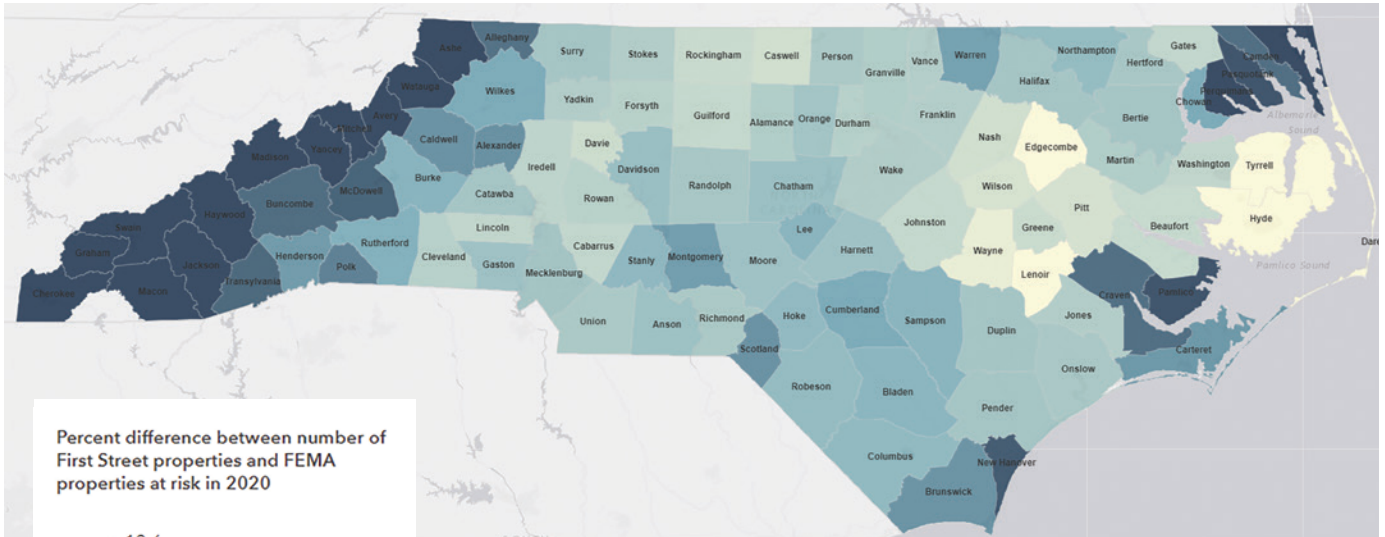 Ashe
Alleghany
Surry
Stokes
Rockingham
Caswell
Person
Granville
Vance
Warren
Northampton
Gates
Hertford
Halifax
Camden
Pasquotank
Perquimans
Chowan
Watauga
Wilkes
Yadkin
Forsyth
Guilford
Alamance
Orange
Durham
Franklin
Nash
Edgecombe
Bertie
Albemarle
Sound
Avery
Mitchell
Yancey
Madison
Caldwell
Alexander
Iredell
Davie
Davidson
Randolph
Chatham
Wake
Wilson
Martin
Washington
Tyrrell
McDowell
Burke
Catawba
Rowan
Buncombe
Haywood
Swain
Graham
Lincoln
Cabarrus
Lee
Johnston
Greene
Pitt
Beaufort
Hyde
Dare
Rutherford
Cleveland
Gaston
Mecklenburg
Stanly
Montgomery
Moore
Harnett
Wayne
Lenoir
Henderson
Polk
Transylvania
Jackson
Macon
Cherokee
Craven
Pamlico
Pamlico Sound
Union
Anson
Richmond
Hoke
Cumberland
Sampson
Duplin
Jones
Scotland
Carteret
Onslow
Robeson
Bladen
Pender
Columbus
New Hanover
Brunswick
Percent difference between number of
First Street properties and FEMA
properties at risk in 2020